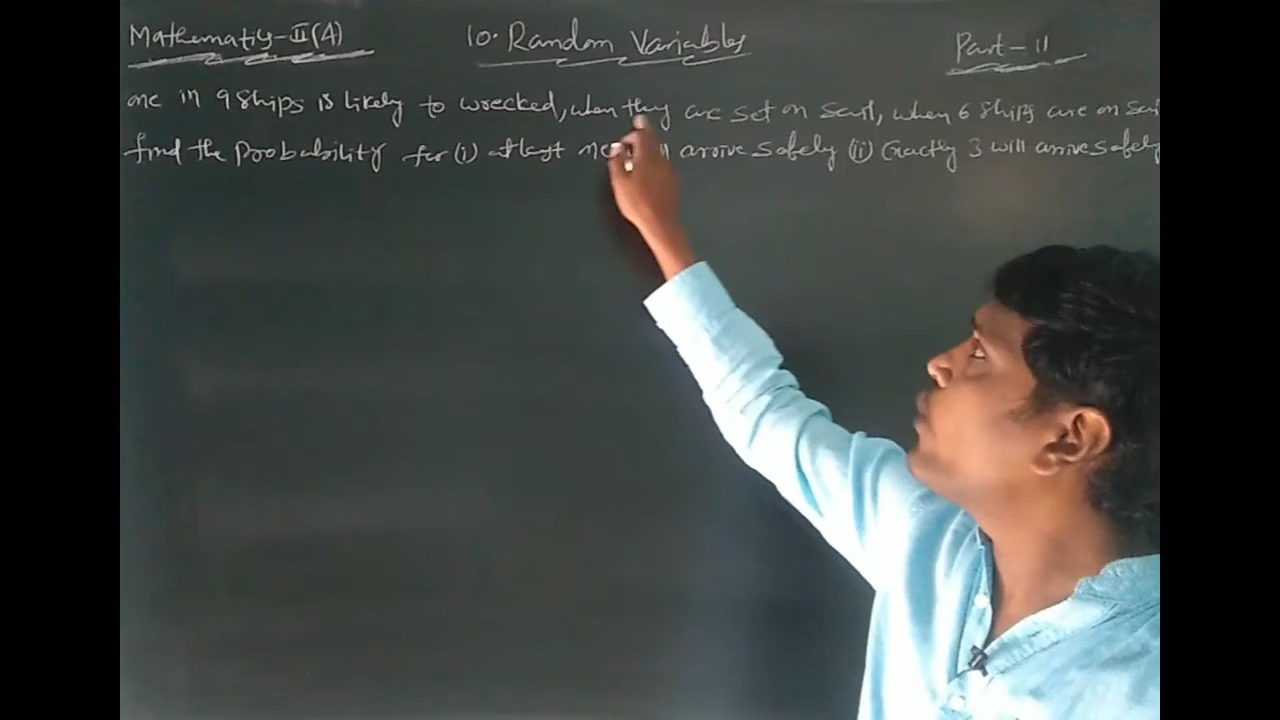 Mathematics-II(A)
10. Random Variables
Part-11
one in 9 ships is likely to wrecked, when they are set on sail, when 6 ships are on
find the probability for (i) atleast arrive safely (ii) Exactly 3 will arrive safely